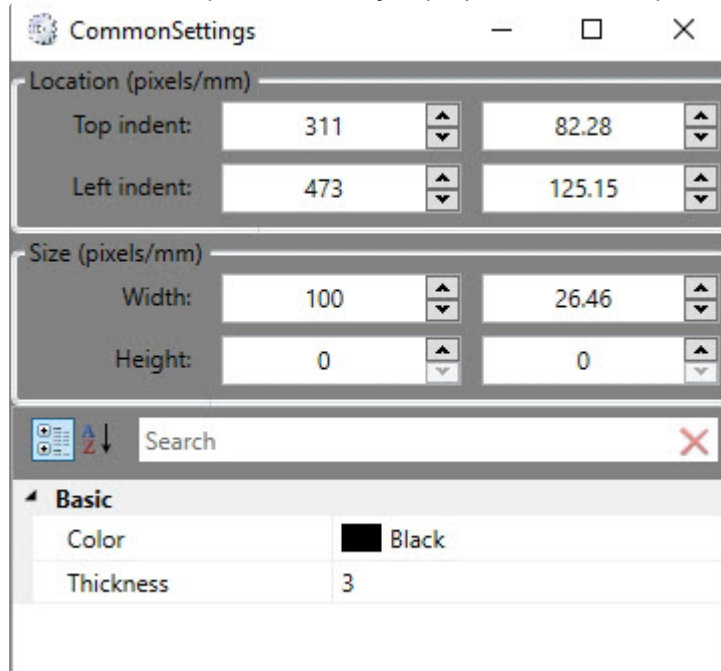 CommonSettings
Location (pixels/mm)
Top indent: 311 82.28
Left indent: 473 125.15
Size (pixels/mm)
Width: 100 26.46
Height: 0 0
A
Z
Search
Basic
Color Black
Thickness 3